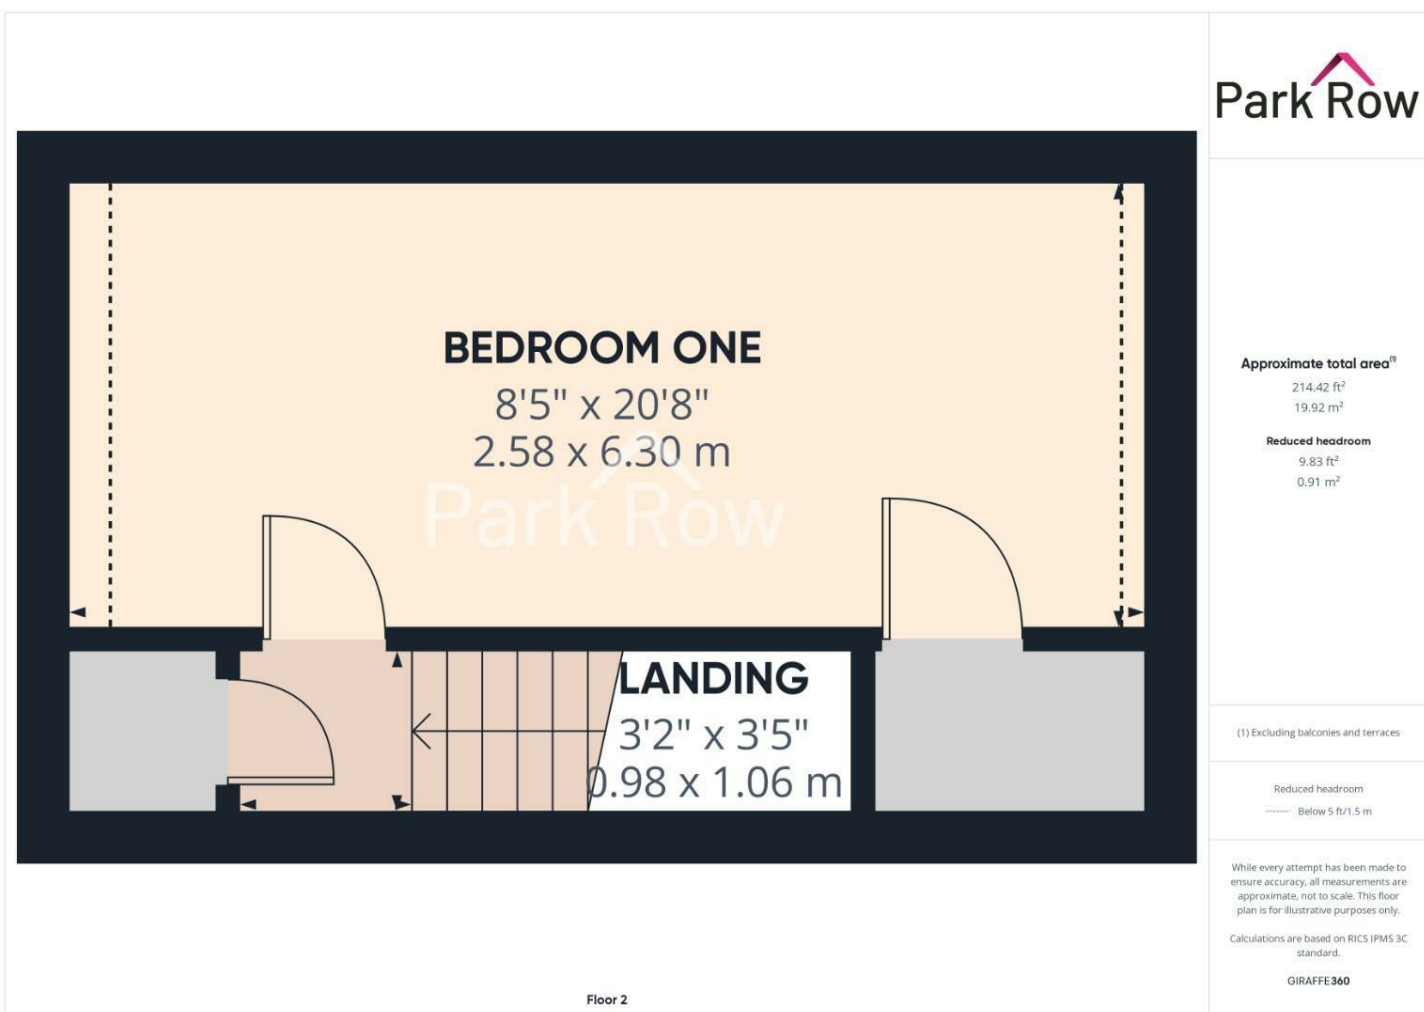 Park Row
BEDROOM ONE
8'5" x 20'8"
2.58 x 6.30 m
Park Row
LANDING
3'2" x 3'5"
0.98 x 1.06 m
Floor 2
Approximate total area⁽¹⁾
214.42 ft²
19.92 m²
Reduced headroom
9.83 ft²
0.91 m²
(1) Excluding balconies and terraces
Reduced headroom
Below 5 ft/1.5 m
While every attempt has been made to
ensure accuracy, all measurements are
approximate, not to scale. This floor
plan is for illustrative purposes only.
Calculations are based on RICS IPMS 3C
standard.
GIRAFFE360